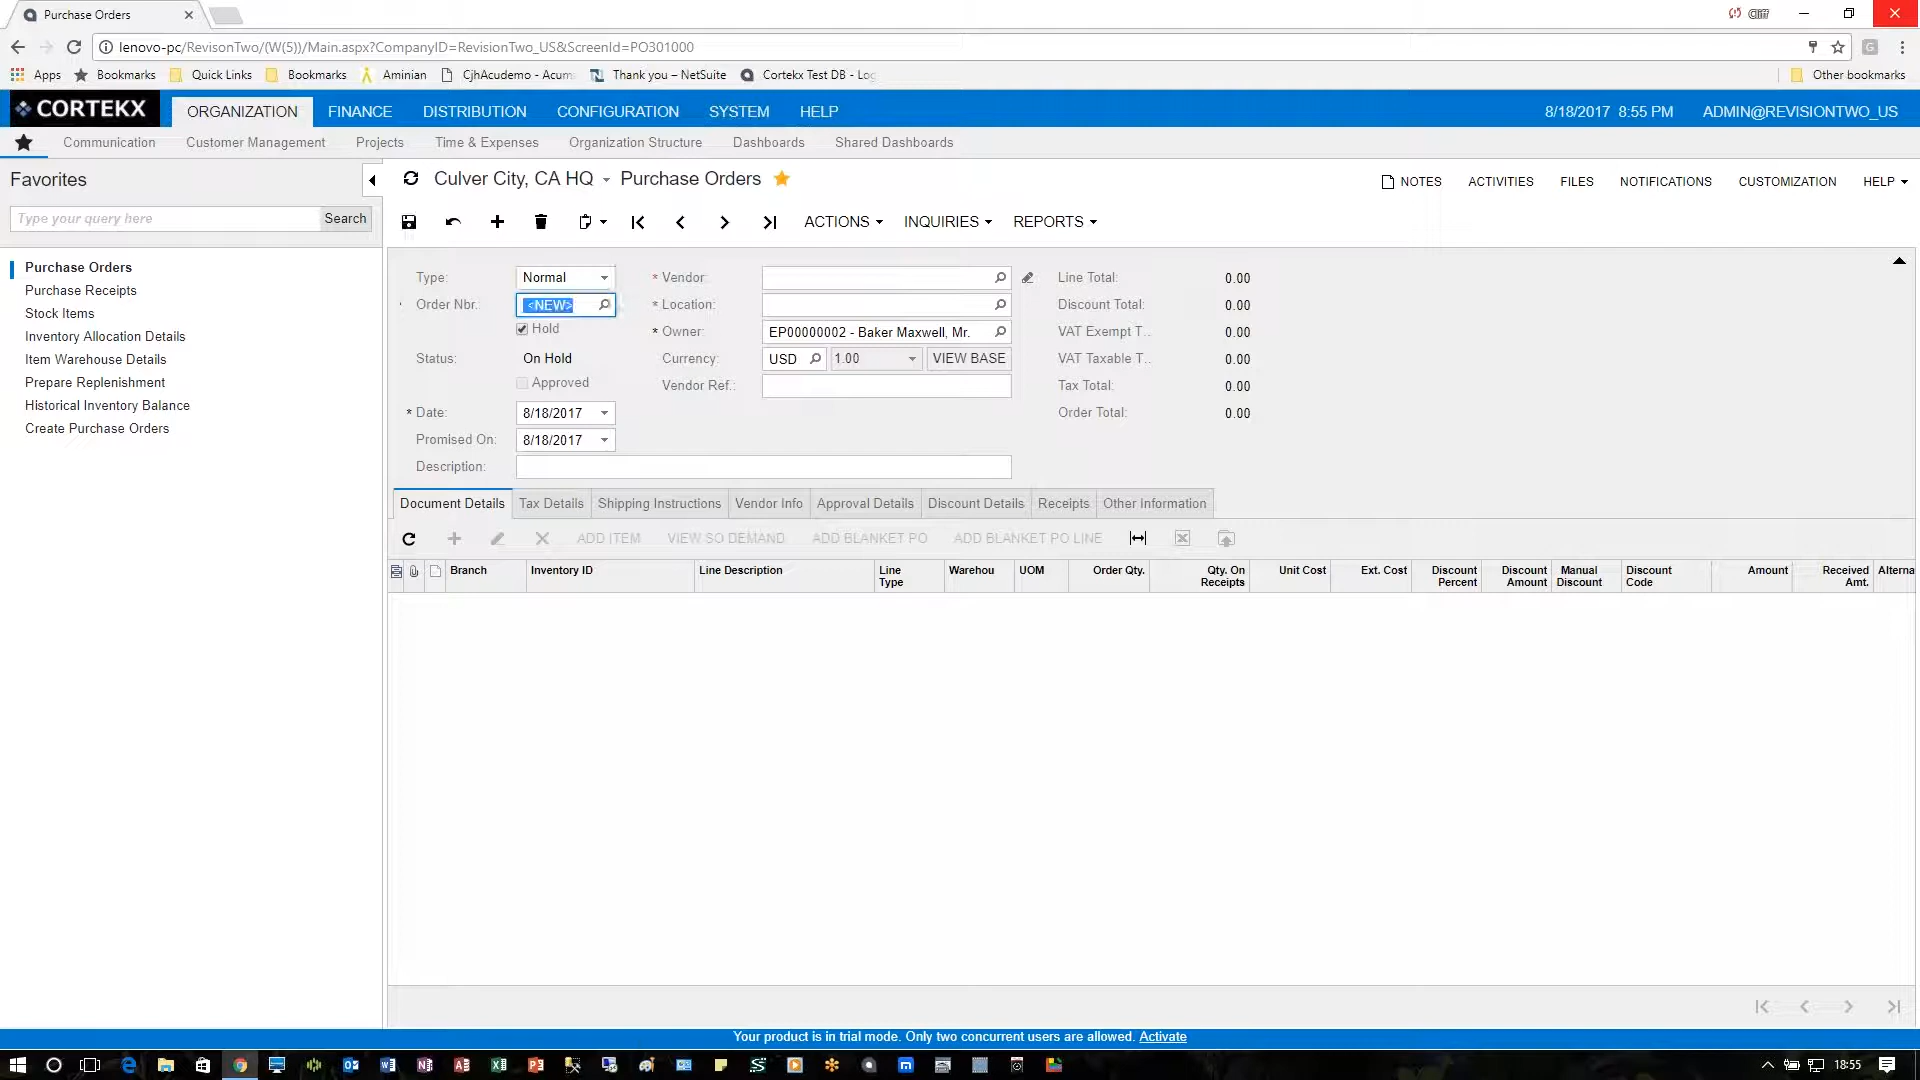 Purchase Orders
Cliff
lenovo-pc/RevisonTwo/(W(5))/Main.aspx?CompanyID=RevisionTwo_US&ScreenId=PO301000
Apps Bookmarks Quick Links Bookmarks Aminian CjhAcudemo - Acum Thank you – NetSuite Cortekx Test DB - Log Other bookmarks
CORTEKX ORGANIZATION FINANCE DISTRIBUTION CONFIGURATION SYSTEM HELP 8/18/2017 8:55 PM ADMIN@REVISIONTWO_US
Communication Customer Management Projects Time & Expenses Organization Structure Dashboards Shared Dashboards
Favorites
Type your query here Search
Purchase Orders
Purchase Receipts
Stock Items
Inventory Allocation Details
Item Warehouse Details
Prepare Replenishment
Historical Inventory Balance
Create Purchase Orders
Culver City, CA HQ Purchase Orders
NOTES ACTIVITIES FILES NOTIFICATIONS CUSTOMIZATION HELP
ACTIONS INQUIRIES REPORTS
Type: Normal * Vendor: Line Total: 0.00
Order Nbr.: <NEW> * Location: Discount Total: 0.00
Hold * Owner: EP00000002 - Baker Maxwell, Mr. VAT Exempt T... 0.00
Status: On Hold Currency: USD 1.00 VIEW BASE VAT Taxable T... 0.00
Approved Vendor Ref.: Tax Total: 0.00
* Date: 8/18/2017 Order Total: 0.00
Promised On: 8/18/2017
Description:
Document Details Tax Details Shipping Instructions Vendor Info Approval Details Discount Details Receipts Other Information
ADD ITEM VIEW SO DEMAND ADD BLANKET PO ADD BLANKET PO LINE
Branch Inventory ID Line Description Line Type Warehou UOM Order Qty. Qty. On Receipts Unit Cost Ext. Cost Discount Percent Discount Amount Manual Discount Discount Code Amount Received Amt. Alterna
Your product is in trial mode. Only two concurrent users are allowed. Activate
18:55